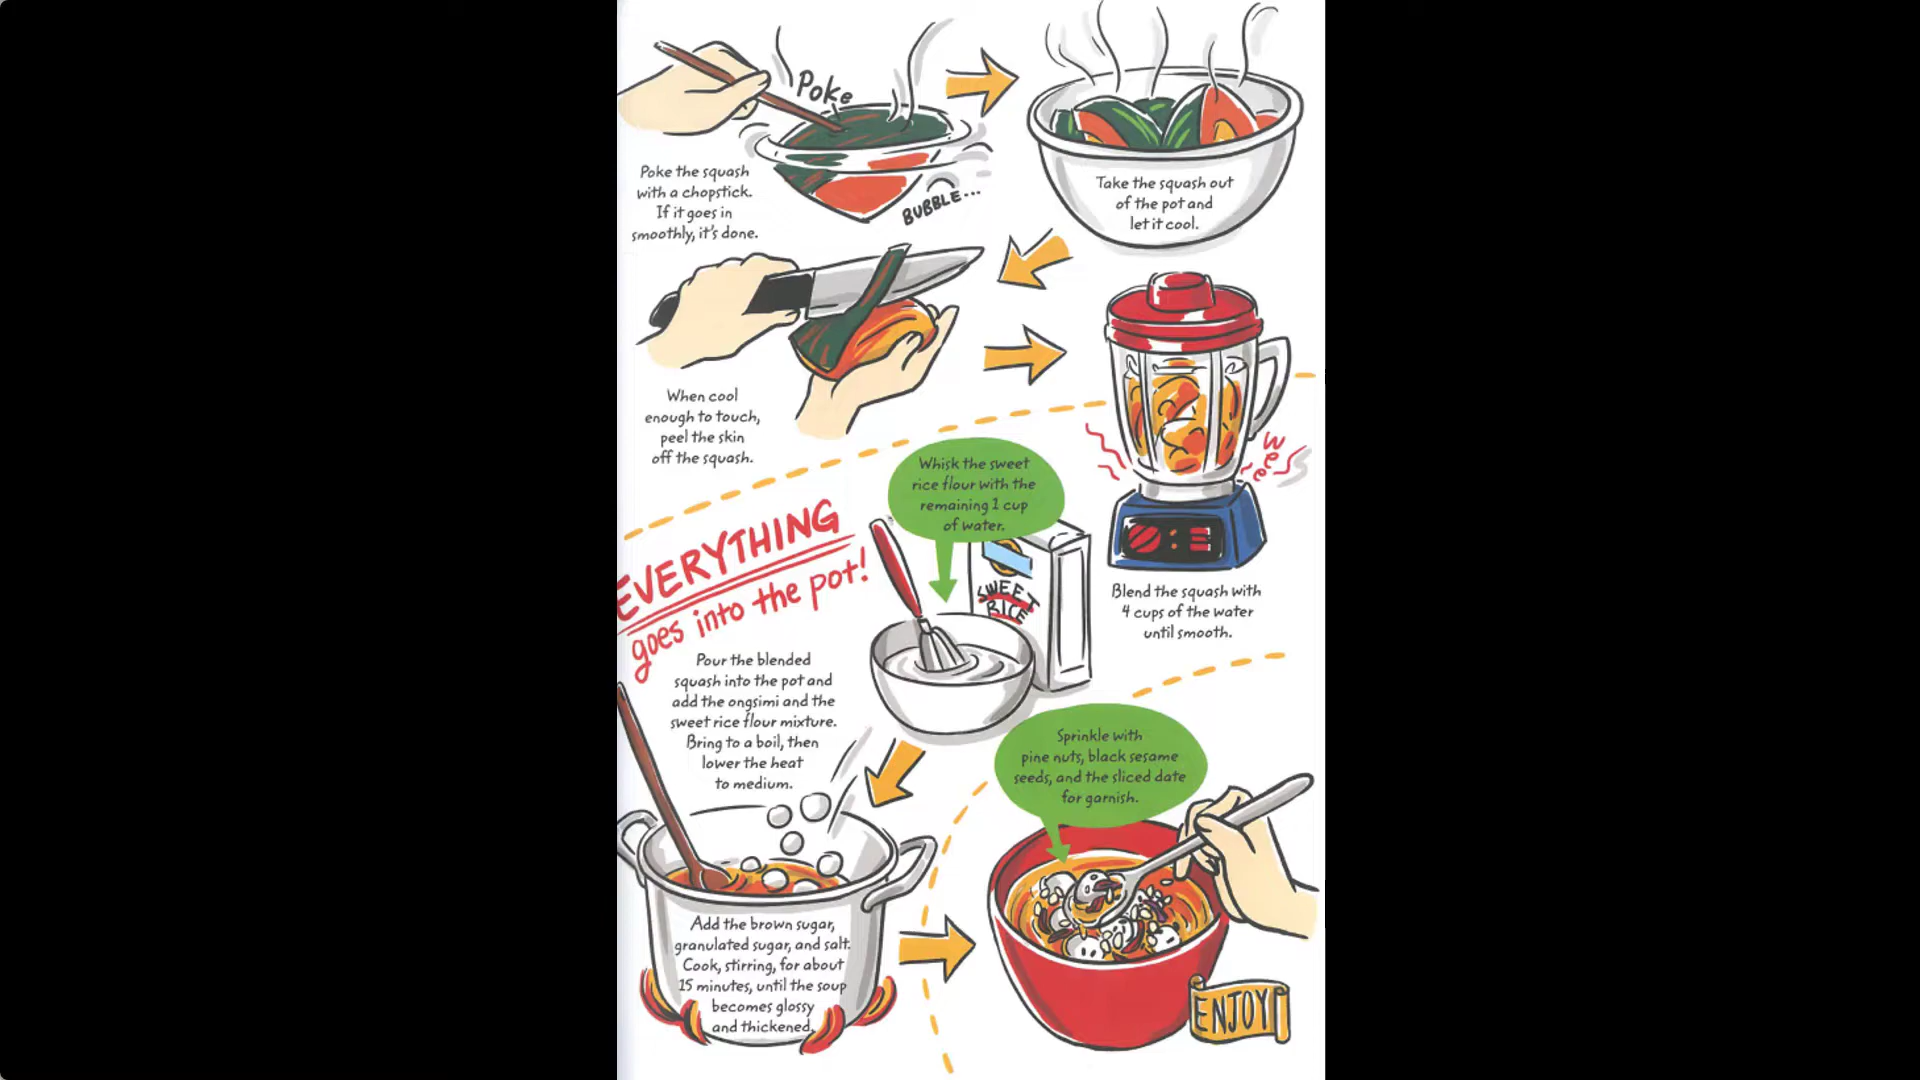 Poke
Poke the squash
with a chopstick.
If it goes in
smoothly, it's done.
BUBBLE...
Take the squash out
of the pot and
let it cool.
When cool
enough to touch,
peel the skin
off the squash.
Weee
Blend the squash with
4 cups of the water
until smooth.
Whisk the sweet
rice flour with the
remaining 1 cup
of water.
SWEET
RICE
EVERYTHING
goes into the pot!
Pour the blended
squash into the pot and
add the ongsimi and the
sweet rice flour mixture.
Bring to a boil, then
lower the heat
to medium.
Add the brown sugar,
granulated sugar, and salt.
Cook, stirring, for about
15 minutes, until the soup
becomes glossy
and thickened.
Sprinkle with
pine nuts, black sesame
seeds, and the sliced date
for garnish.
ENJOY